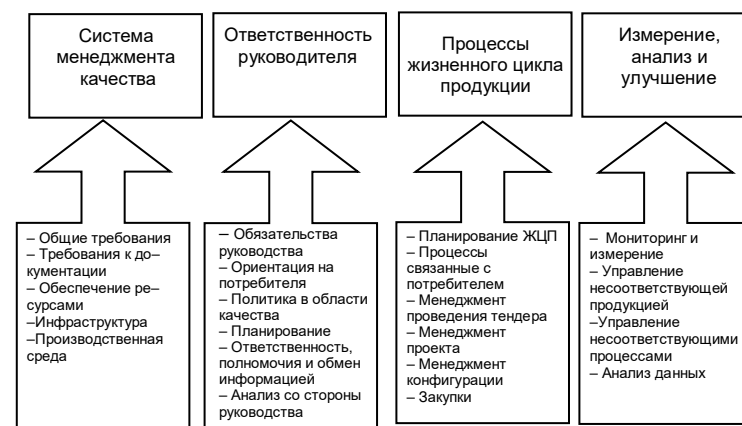 Система
менеджмента
качества
Ответственность
руководителя
Процессы
жизненного цикла
продукции
Измерение,
анализ и
улучшение
– Общие требования
– Требования к до-
кументации
– Обеспечение ре-
сурсами
–Инфраструктура
–Производственная
среда
– Обязательства
руководства
– Ориентация на
потребителя
– Политика в области
качества
– Планирование
– Ответственность,
полномочия и обмен
информацией
– Анализ со стороны
руководства
– Планирование ЖЦП
– Процессы
связанные с
потребителем
– Менеджмент
проведения тендера
– Менеджмент
проекта
– Менеджмент
конфигурации
– Закупки
– Мониторинг и
измерение
– Управление
несоответствующей
продукцией
–Управление
несоответствующими
процессами
– Анализ данных